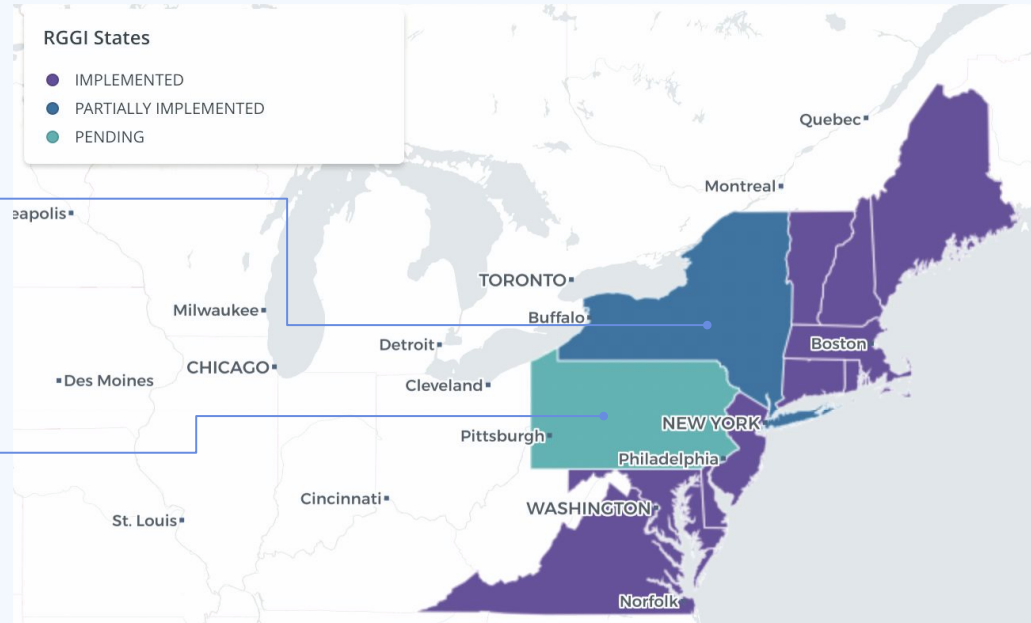 RGGI States
IMPLEMENTED
PARTIALLY IMPLEMENTED
PENDING
Quebec
Montreal
eapolis
TORONTO
Milwaukee
Buffalo
Detroit
Boston
CHICAGO
Des Moines
Cleveland
NEW YORK
Pittsburgh
Philadelphia
Cincinnati
WASHINGTON
St. Louis
Norfolk